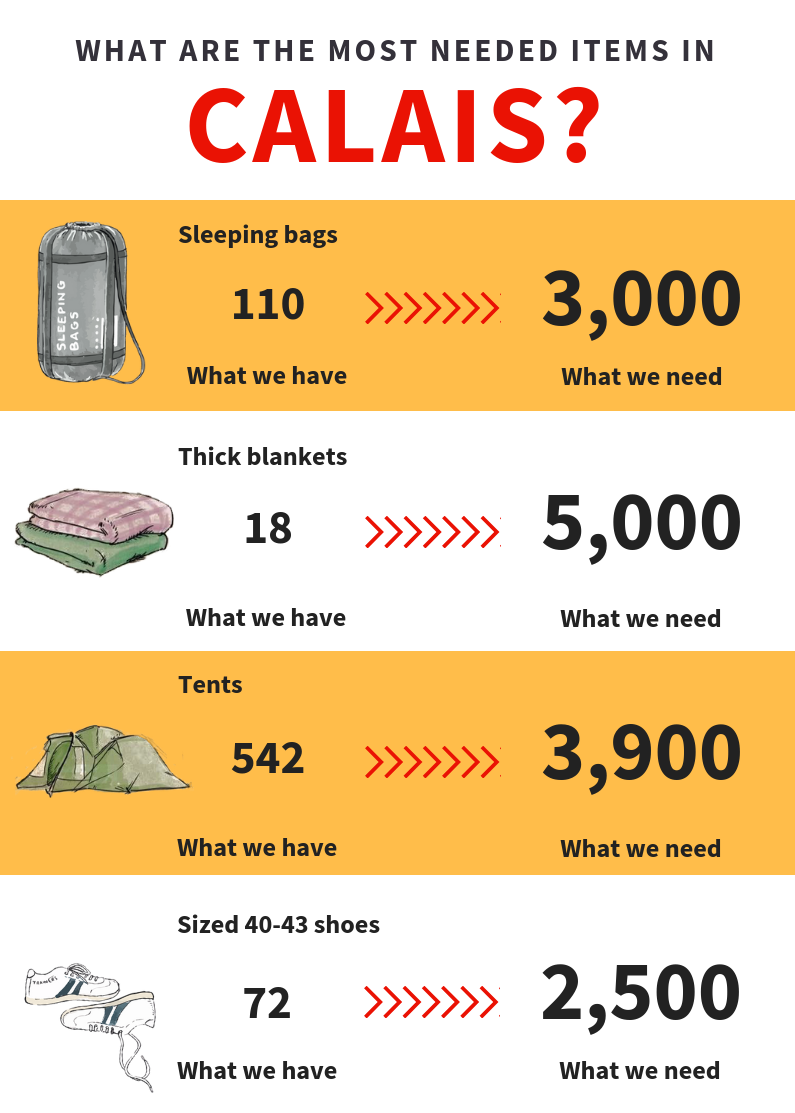 WHAT ARE THE MOST NEEDED ITEMS IN
CALAIS?
Sleeping bags
SLEEPING
BAGS
110
3,000
What we have
What we need
Thick blankets
18
5,000
What we have
What we need
Tents
542
3,900
What we have
What we need
Sized 40-43 shoes
TRAINERS
72
2,500
What we have
What we need